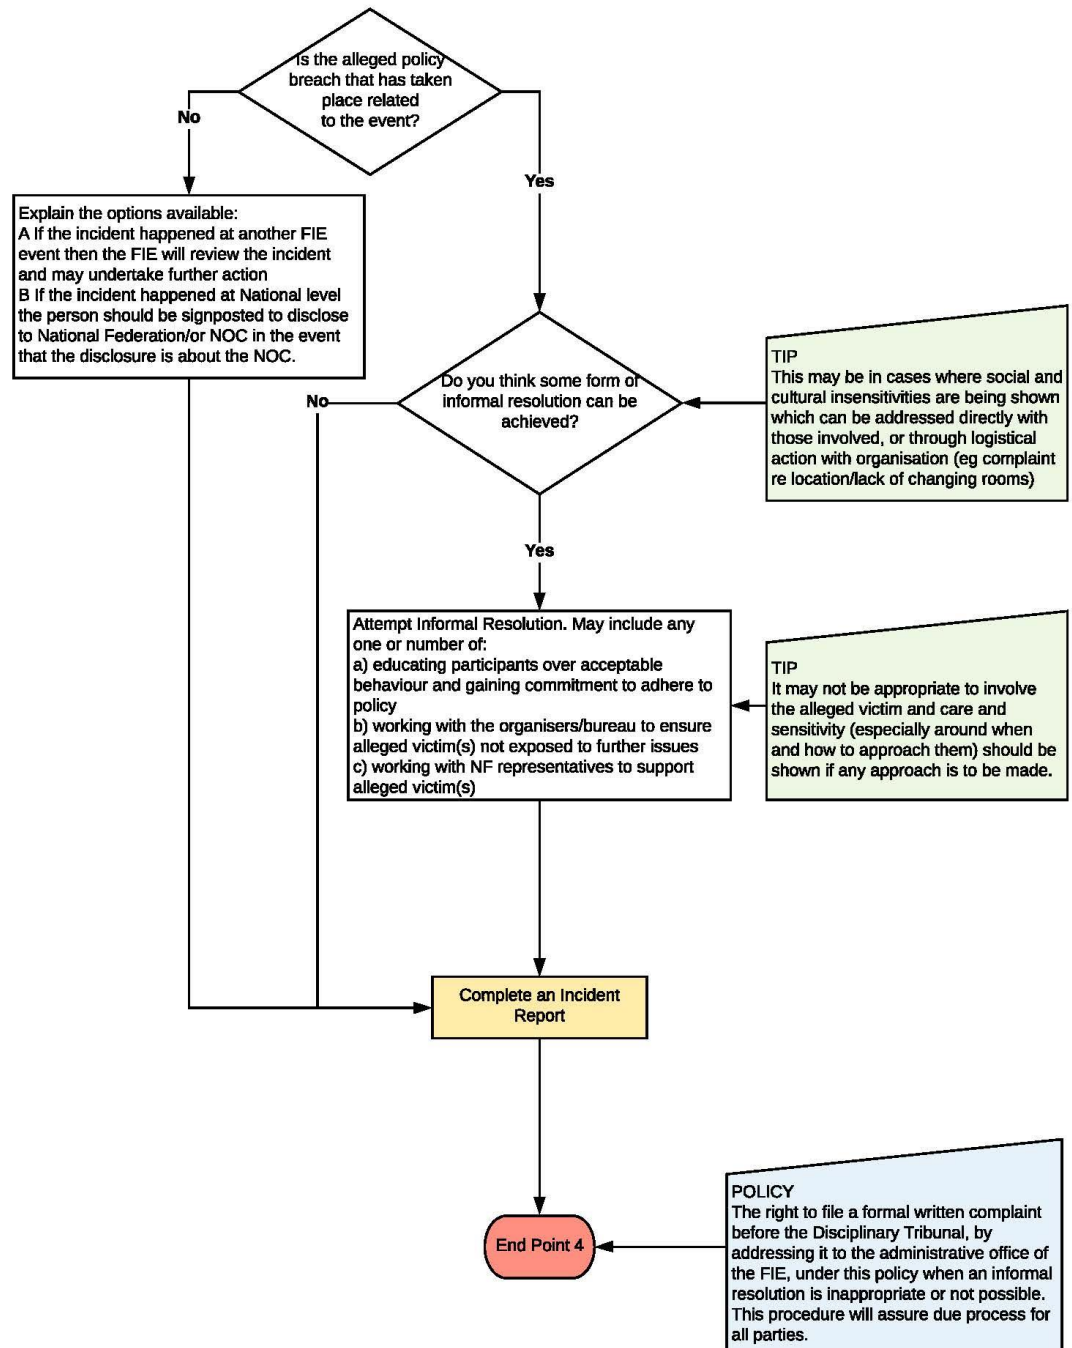 Is the alleged policy
breach that has taken
place related
to the event?
No
Yes
Explain the options available:
A If the incident happened at another FIE
event then the FIE will review the incident
and may undertake further action
B If the incident happened at National level
the person should be signposted to disclose
to National Federation/or NOC in the event
that the disclosure is about the NOC.
Do you think some form of
informal resolution can be
achieved?
No
TIP
This may be in cases where social and
cultural insensitivities are being shown
which can be addressed directly with
those involved, or through logistical
action with organisation (eg complaint
re location/lack of changing rooms)
Yes
Attempt Informal Resolution. May include any
one or number of:
a) educating participants over acceptable
behaviour and gaining commitment to adhere to
policy
b) working with the organisers/bureau to ensure
alleged victim(s) not exposed to further issues
c) working with NF representatives to support
alleged victim(s)
TIP
It may not be appropriate to involve
the alleged victim and care and
sensitivity (especially around when
and how to approach them) should be
shown if any approach is to be made.
Complete an Incident
Report
End Point 4
POLICY
The right to file a formal written complaint
before the Disciplinary Tribunal, by
addressing it to the administrative office of
the FIE, under this policy when an informal
resolution is inappropriate or not possible.
This procedure will assure due process for
all parties.